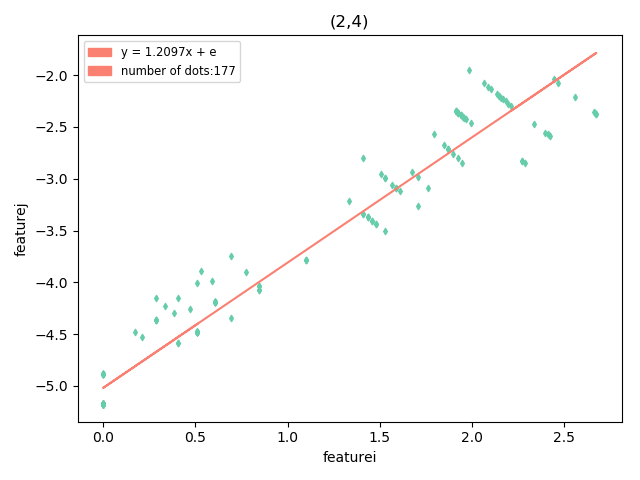 (2,4)
y = 1.2097x + e
number of dots:177
−2.0
−2.5
−3.0
−3.5
−4.0
−4.5
−5.0
featurej
0.0 0.5 1.0 1.5 2.0 2.5
featurei